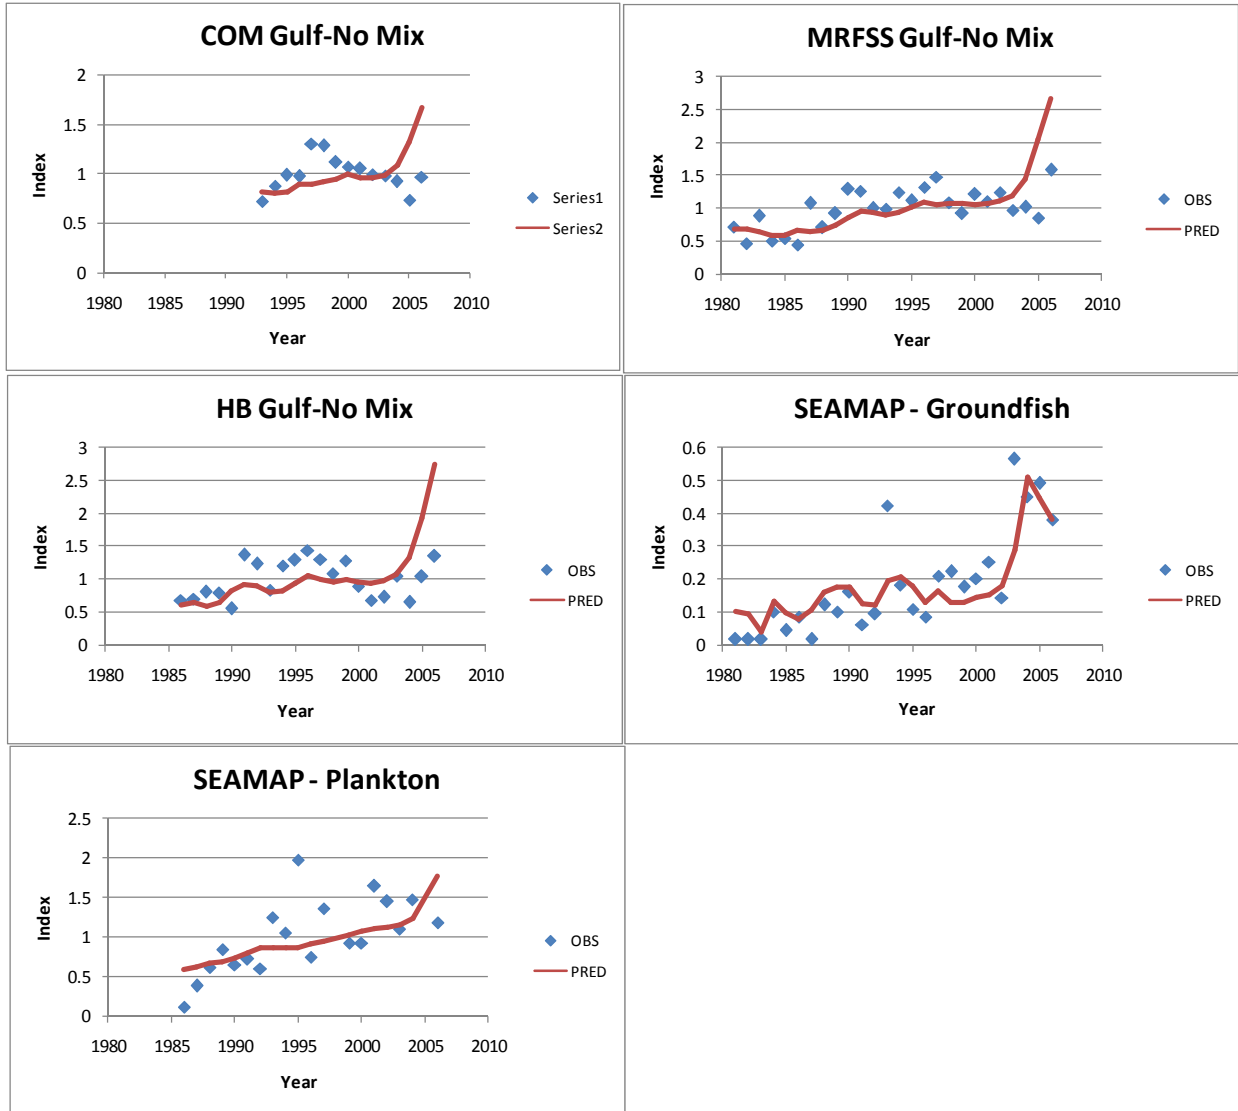 COM Gulf-No Mix
2
1.5
1
0.5
0
Index
1980 1985 1990 1995 2000 2005 2010
Year
Series1
Series2
MRFSS Gulf-No Mix
3
2.5
2
1.5
1
0.5
0
Index
1980 1985 1990 1995 2000 2005 2010
Year
OBS
PRED
HB Gulf-No Mix
3
2.5
2
1.5
1
0.5
0
Index
1980 1985 1990 1995 2000 2005 2010
Year
OBS
PRED
SEAMAP - Groundfish
0.6
0.5
0.4
0.3
0.2
0.1
0
Index
1980 1985 1990 1995 2000 2005 2010
Year
OBS
PRED
SEAMAP - Plankton
2.5
2
1.5
1
0.5
0
Index
1980 1985 1990 1995 2000 2005 2010
Year
OBS
PRED